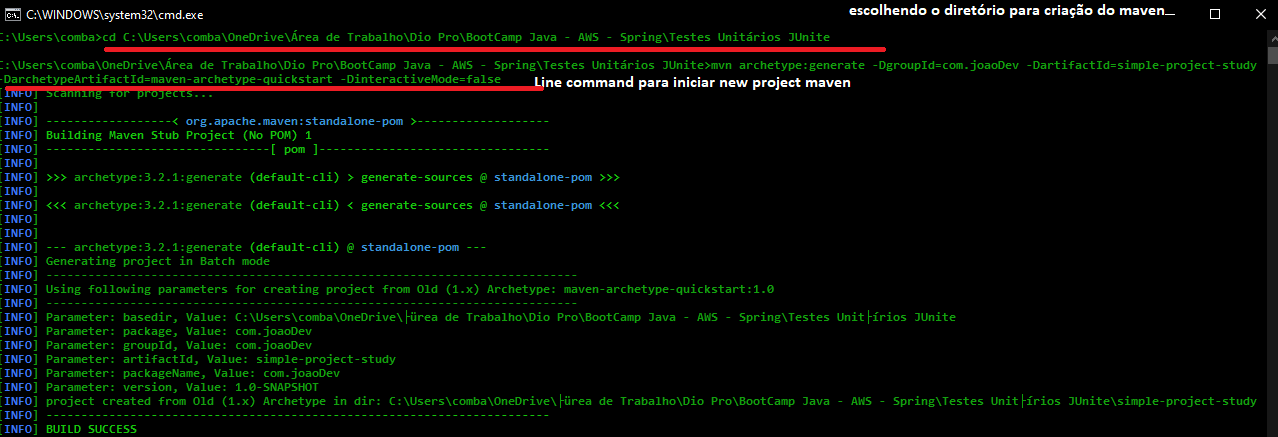 C:\WINDOWS\system32\cmd.exe
escolhendo o diretório para criação do maven
C:\Users\comba>cd C:\Users\comba\OneDrive\Área de Trabalho\Dio Pro\BootCamp Java - AWS - Spring\Testes Unitários JUnite
C:\Users\comba\OneDrive\Área de Trabalho\Dio Pro\BootCamp Java - AWS - Spring\Testes Unitários JUnite>mvn archetype:generate -DgroupId=com.joaoDev -DartifactId=simple-project-study
-DarchetypeArtifactId=maven-archetype-quickstart -DinteractiveMode=false
Line command para iniciar new project maven
[INFO] Scanning for projects...
[INFO]
[INFO] ------------------< org.apache.maven:standalone-pom >-------------------
[INFO] Building Maven Stub Project (No POM) 1
[INFO] --------------------------------[ pom ]---------------------------------
[INFO]
[INFO] >>> archetype:3.2.1:generate (default-cli) > generate-sources @ standalone-pom >>>
[INFO]
[INFO] <<< archetype:3.2.1:generate (default-cli) < generate-sources @ standalone-pom <<<
[INFO]
[INFO]
[INFO] --- archetype:3.2.1:generate (default-cli) @ standalone-pom ---
[INFO] Generating project in Batch mode
[INFO] ----------------------------------------------------------------------------
[INFO] Using following parameters for creating project from Old (1.x) Archetype: maven-archetype-quickstart:1.0
[INFO] ----------------------------------------------------------------------------
[INFO] Parameter: basedir, Value: C:\Users\comba\OneDrive\├ürea de Trabalho\Dio Pro\BootCamp Java - AWS - Spring\Testes Unit├írios JUnite
[INFO] Parameter: package, Value: com.joaoDev
[INFO] Parameter: groupId, Value: com.joaoDev
[INFO] Parameter: artifactId, Value: simple-project-study
[INFO] Parameter: packageName, Value: com.joaoDev
[INFO] Parameter: version, Value: 1.0-SNAPSHOT
[INFO] project created from Old (1.x) Archetype in dir: C:\Users\comba\OneDrive\├ürea de Trabalho\Dio Pro\BootCamp Java - AWS - Spring\Testes Unit├írios JUnite\simple-project-study
[INFO] ------------------------------------------------------------------------
[INFO] BUILD SUCCESS